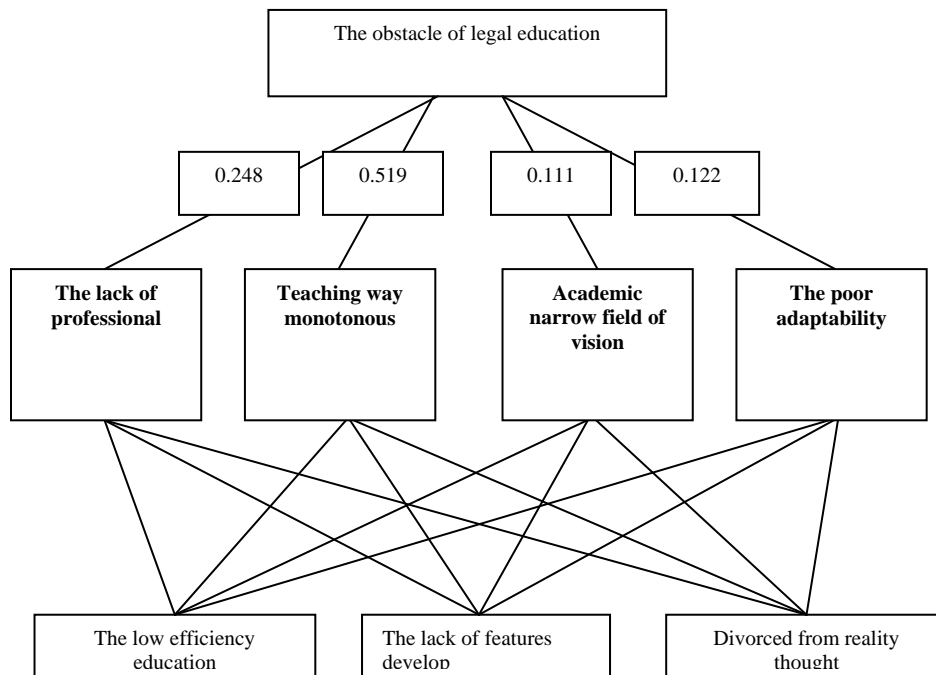 The obstacle of legal education
0.248
0.519
0.111
0.122
The lack of
professional
Teaching way
monotonous
Academic
narrow field of
vision
The poor
adaptability
The low efficiency
education
The lack of features
develop
Divorced from reality
thought